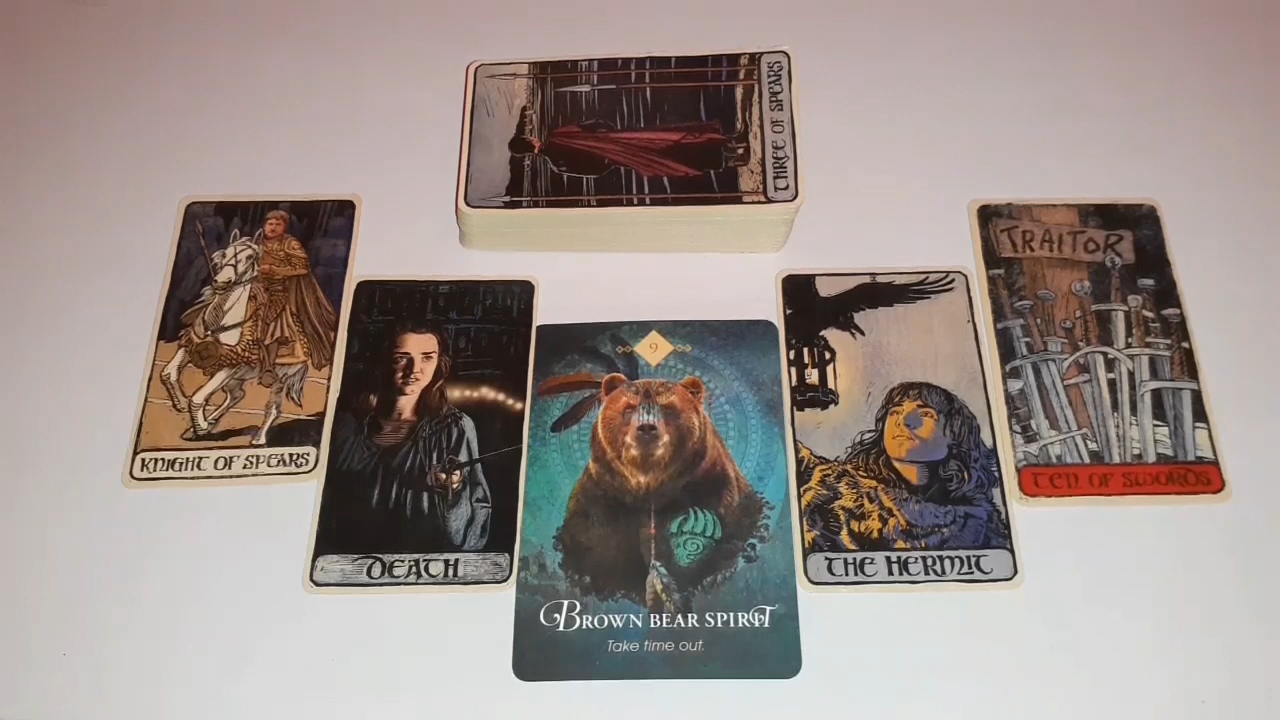 THREE OF SPEARS
KNIGHT OF SPEARS
DEATH
9
BROWN BEAR SPIRIT
Take time out.
THE HERMIT
TRAITOR
TEN OF SWORDS